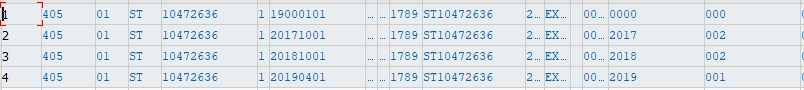 1 405 01 ST 10472636 1 19000101 ... ... 1789 ST10472636 2... EX... 00... 0000 000
2 405 01 ST 10472636 1 20171001 ... ... 1789 ST10472636 2... EX... 00... 2017 002
3 405 01 ST 10472636 1 20181001 ... ... 1789 ST10472636 2... EX... 00... 2018 002
4 405 01 ST 10472636 1 20190401 ... ... 1789 ST10472636 2... EX... 00... 2019 001